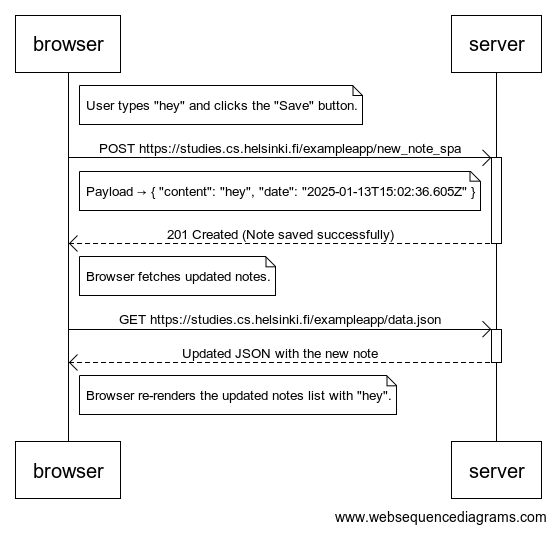 browser server
User types "hey" and clicks the "Save" button.
POST https://studies.cs.helsinki.fi/exampleapp/new_note_spa
Payload → { "content": "hey", "date": "2025-01-13T15:02:36.605Z" }
201 Created (Note saved successfully)
Browser fetches updated notes.
GET https://studies.cs.helsinki.fi/exampleapp/data.json
Updated JSON with the new note
Browser re-renders the updated notes list with "hey".
browser server
www.websequencediagrams.com